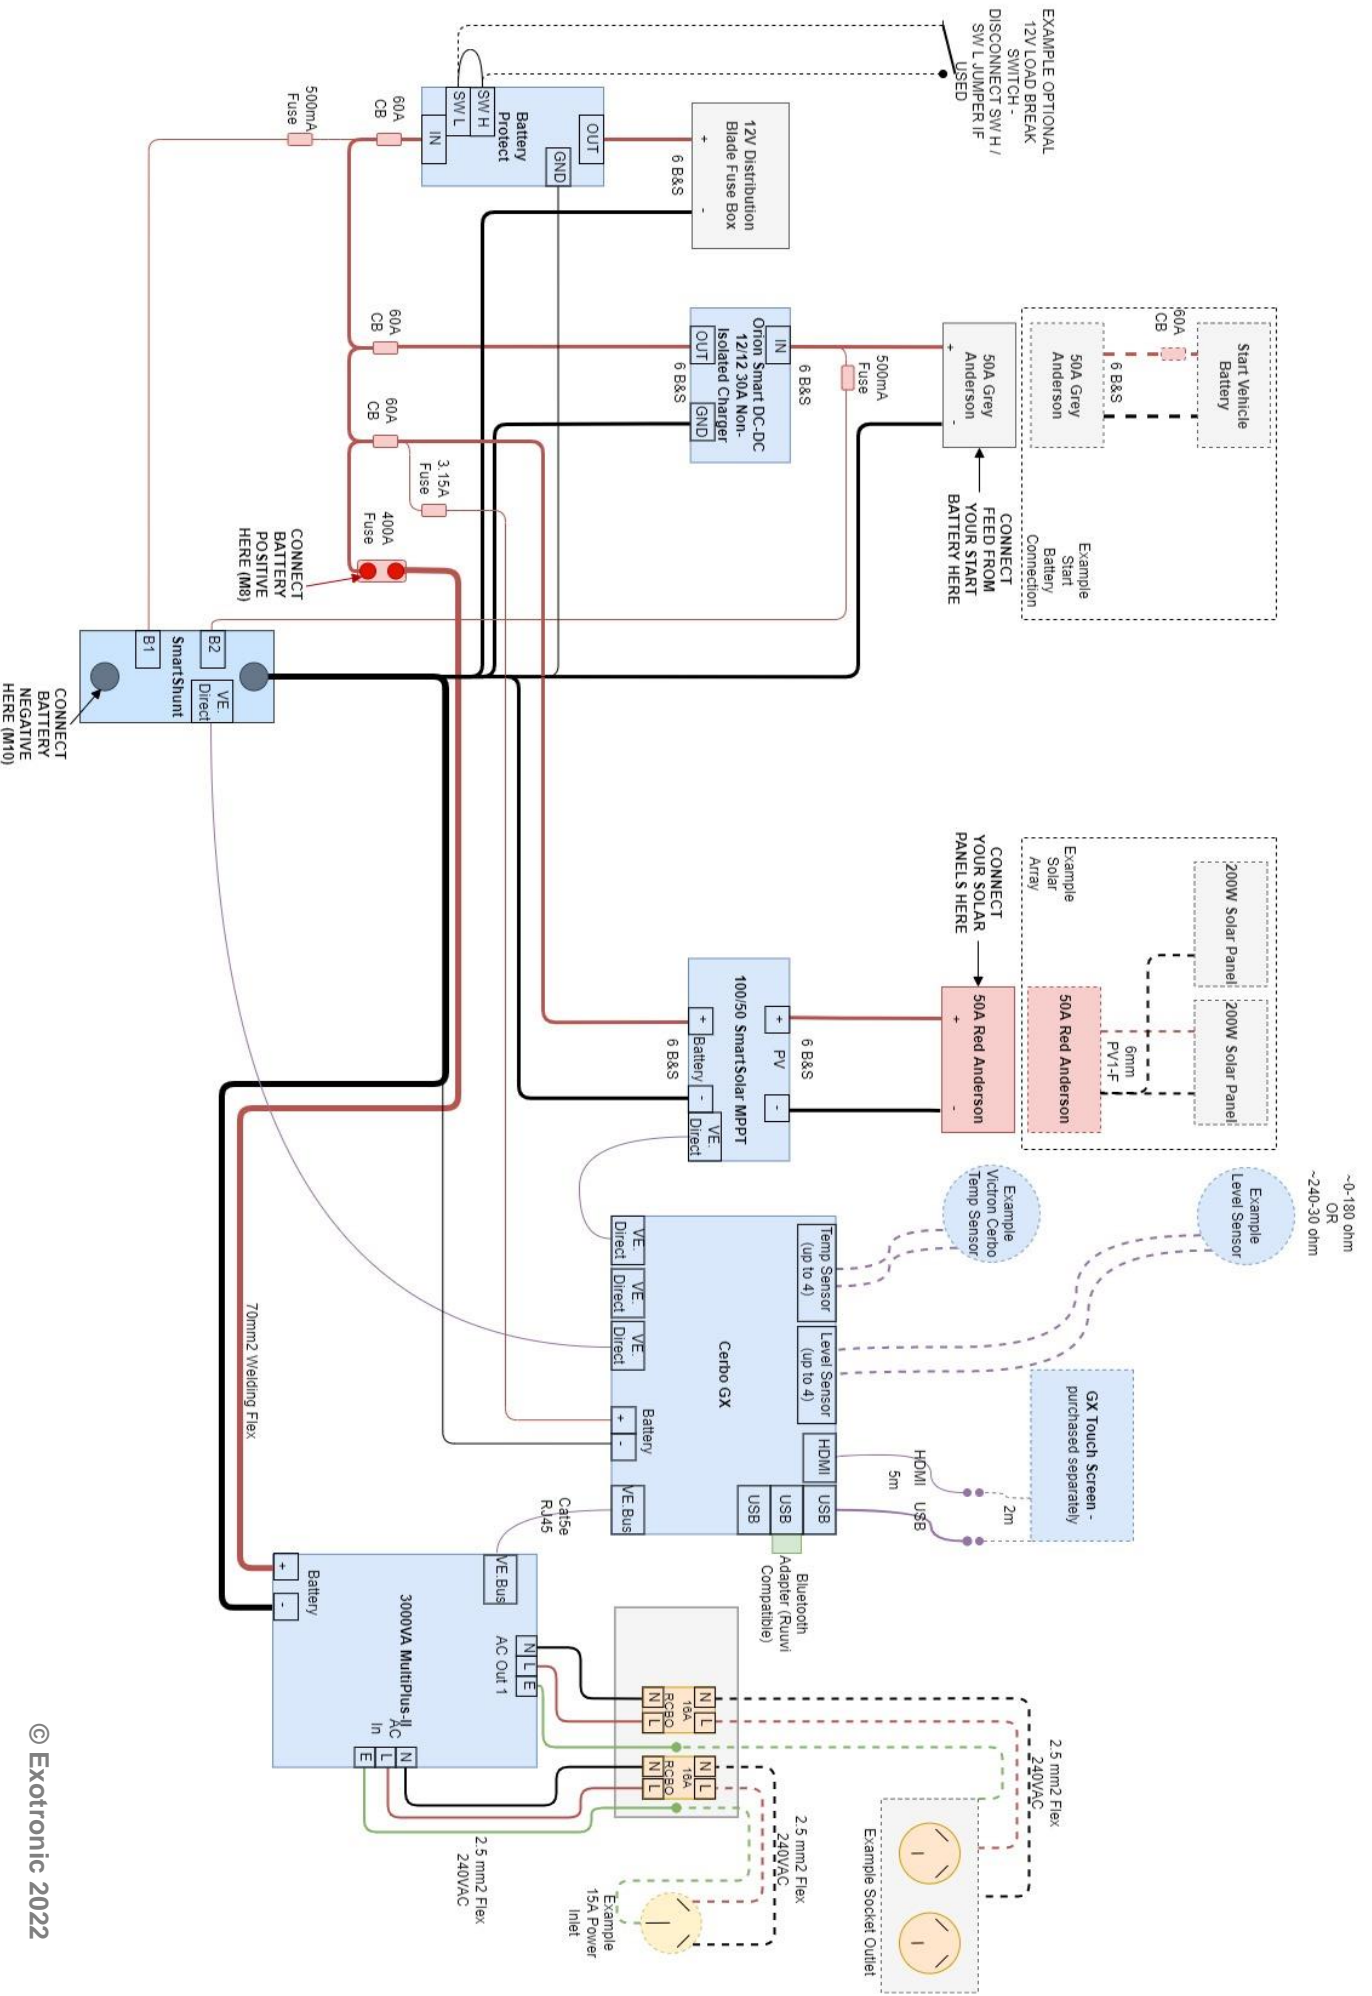 EXAMPLE OPTIONAL
12V LOAD BREAK
SWITCH -
DISCONNECT SW H /
SW L JUMPER IF
USED
12V Distribution
Blade Fuse Box
+
-
6 B&S
Battery
Protect
OUT
GND
SW H
SW L
IN
60A
CB
500mA
Fuse
Start Vehicle
Battery
60A
CB
6 B&S
50A Grey
Anderson
Example
Start
Battery
Connection
50A Grey
Anderson
+
-
CONNECT
FEED FROM
YOUR START
BATTERY HERE
500mA
Fuse
6 B&S
IN
Orion Smart DC-DC
12/12 30A Non-
Isolated Charger
OUT
GND
6 B&S
60A
CB
60A
CB
3.15A
Fuse
400A
Fuse
CONNECT
BATTERY
POSITIVE
HERE (M8)
B2
B1
SmartShunt
VE.
Direct
CONNECT
BATTERY
NEGATIVE
HERE (M10)
200W Solar Panel
200W Solar Panel
6mm
PV1-F
50A Red Anderson
Example
Solar
Array
50A Red Anderson
+
-
CONNECT
YOUR SOLAR
PANELS HERE
6 B&S
+
PV
-
100/50 SmartSolar MPPT
+
Battery
-
VE.
Direct
6 B&S
~0-180 ohm
OR
~240-30 ohm
Example
Level Sensor
Example
Victron Cerbo
Temp Sensor
Temp Sensor
(up to 4)
Level Sensor
(up to 4)
HDMI
USB
USB
USB
Cerbo GX
VE.
Direct
VE.
Direct
VE.
Direct
Battery
+
-
VE.Bus
GX Touch Screen -
purchased separately
2m
HDMI
USB
5m
Bluetooth
Adapter (Ruuvi
Compatible)
Cat5e
RJ45
70mm2 Welding Flex
VE.Bus
AC Out 1
N
L
E
3000VA MultiPlus-II
Battery
+
-
AC
In
N
L
E
N
L
16A
RCBO
N
L
N
L
16A
RCBO
N
L
2.5 mm2 Flex
240VAC
2.5 mm2 Flex
240VAC
2.5 mm2 Flex
240VAC
Example Socket Outlet
Example
15A Power
Inlet
© Exotronic 2022